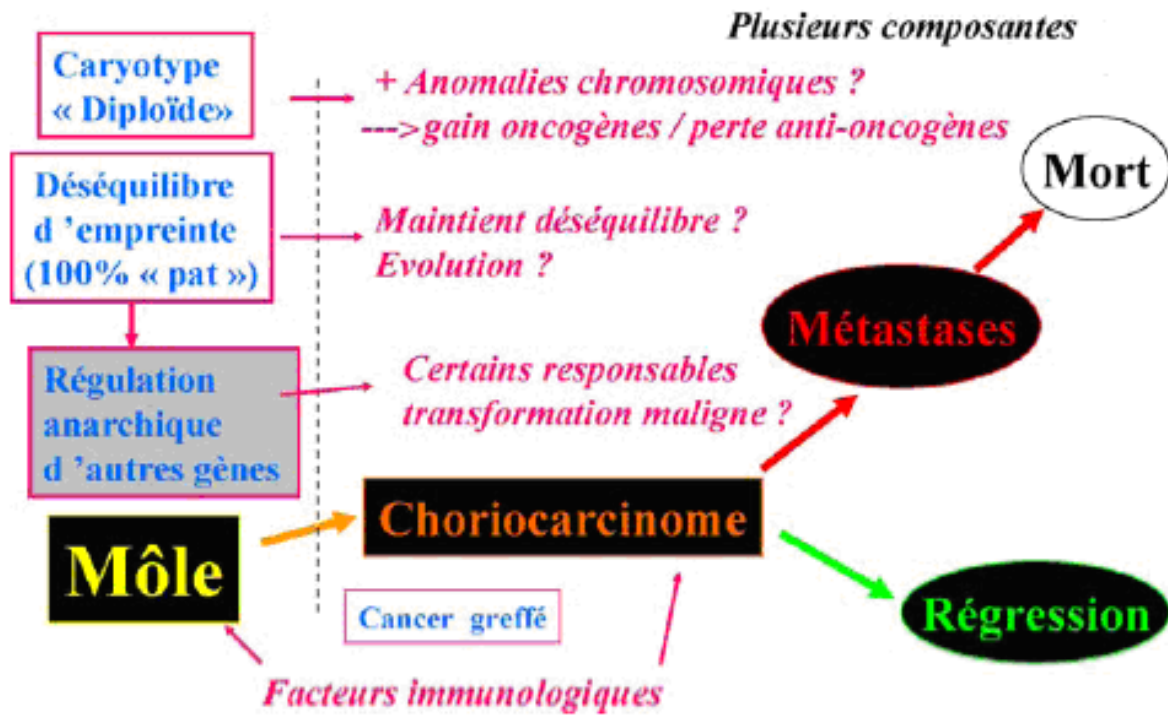 Plusieurs composantes
Caryotype
« Diploïde»
+ Anomalies chromosomiques ?
--->gain oncogènes / perte anti-oncogènes
Mort
Déséquilibre
d ’empreinte
(100% « pat »)
Maintient déséquilibre ?
Evolution ?
Métastases
Régulation
anarchique
d ’autres gènes
Certains responsables
transformation maligne ?
Choriocarcinome
Môle
Cancer greffé
Régression
Facteurs immunologiques